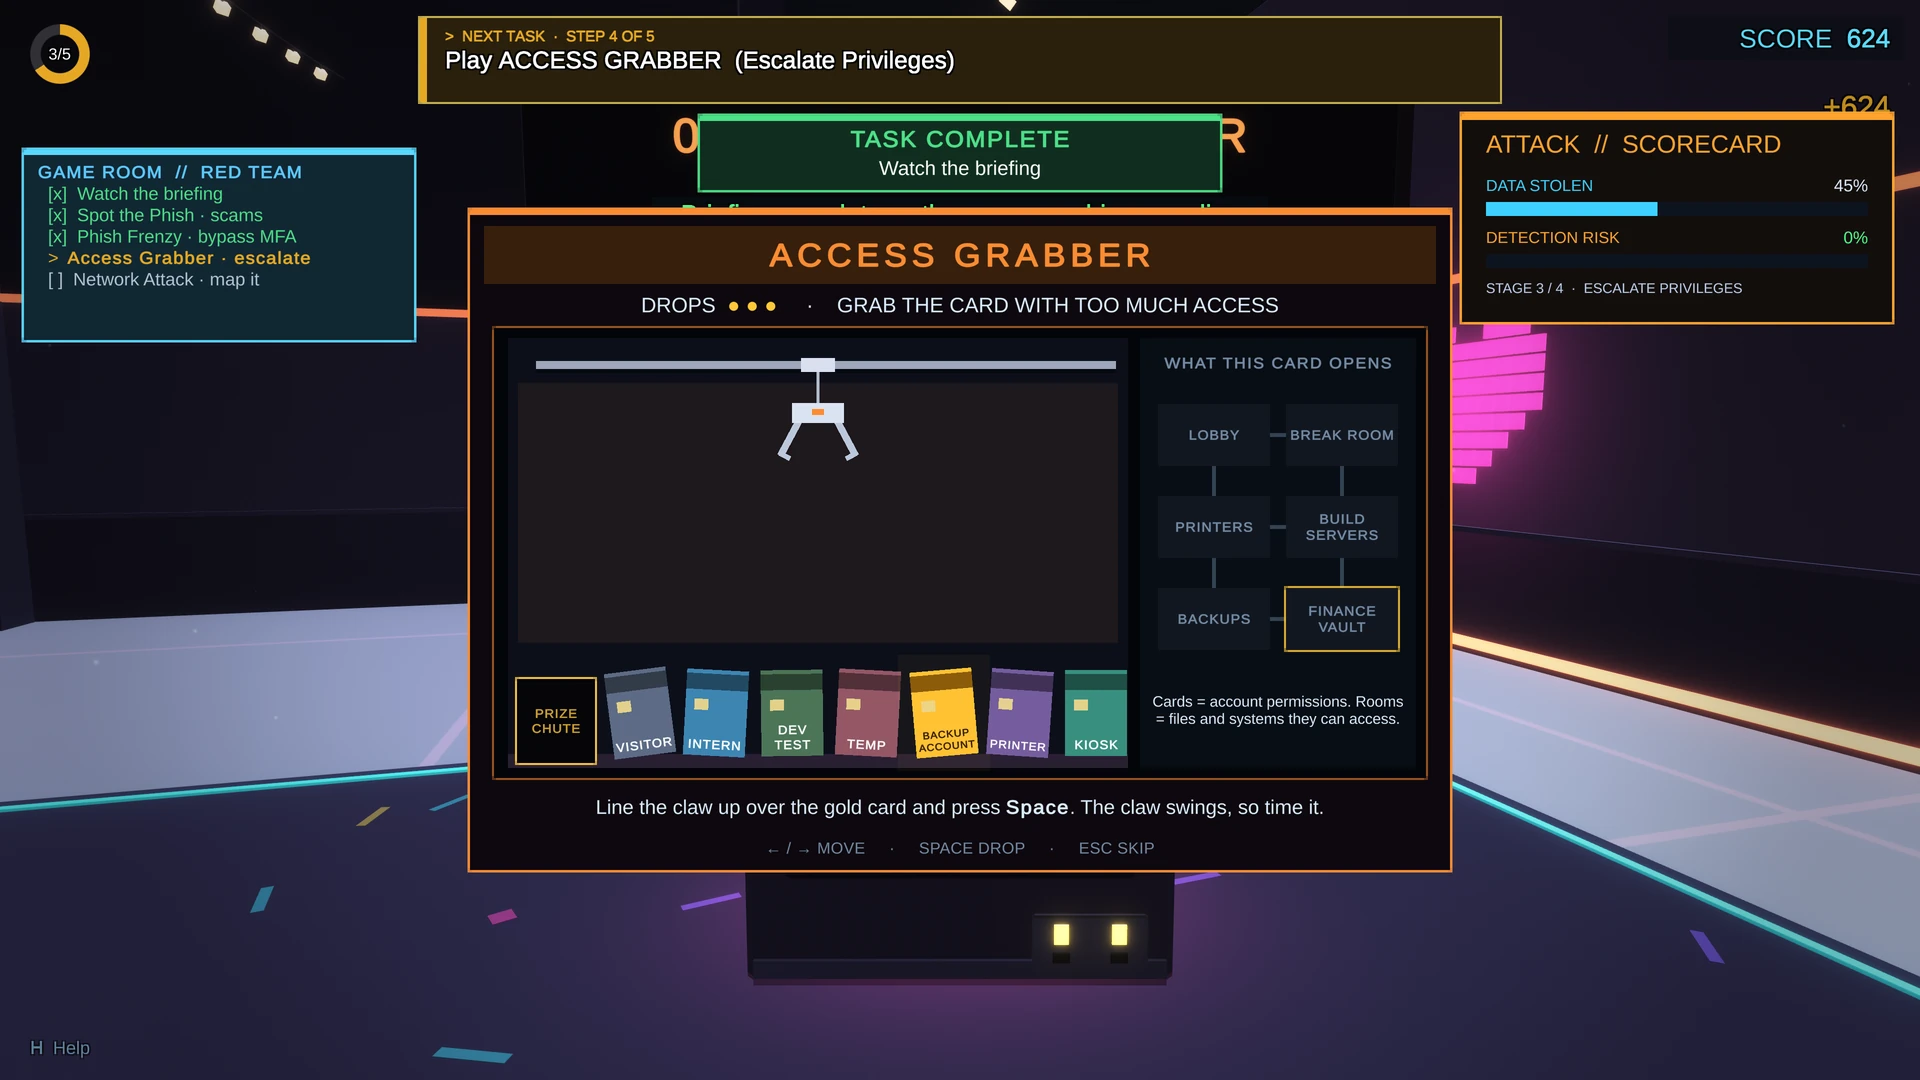 3/5
> NEXT TASK · STEP 4 OF 5
Play ACCESS GRABBER (Escalate Privileges)
SCORE 624
+624
TASK COMPLETE
Watch the briefing
GAME ROOM // RED TEAM
[x] Watch the briefing
[x] Spot the Phish · scams
[x] Phish Frenzy · bypass MFA
> Access Grabber · escalate
[ ] Network Attack · map it
ATTACK // SCORECARD
DATA STOLEN 45%
DETECTION RISK 0%
STAGE 3 / 4 · ESCALATE PRIVILEGES
ACCESS GRABBER
DROPS · GRAB THE CARD WITH TOO MUCH ACCESS
WHAT THIS CARD OPENS
LOBBY
BREAK ROOM
PRINTERS
BUILD
SERVERS
BACKUPS
FINANCE
VAULT
Cards = account permissions. Rooms
= files and systems they can access.
PRIZE
CHUTE
VISITOR
INTERN
DEV
TEST
TEMP
BACKUP
ACCOUNT
PRINTER
KIOSK
Line the claw up over the gold card and press Space. The claw swings, so time it.
← / → MOVE · SPACE DROP · ESC SKIP
H Help